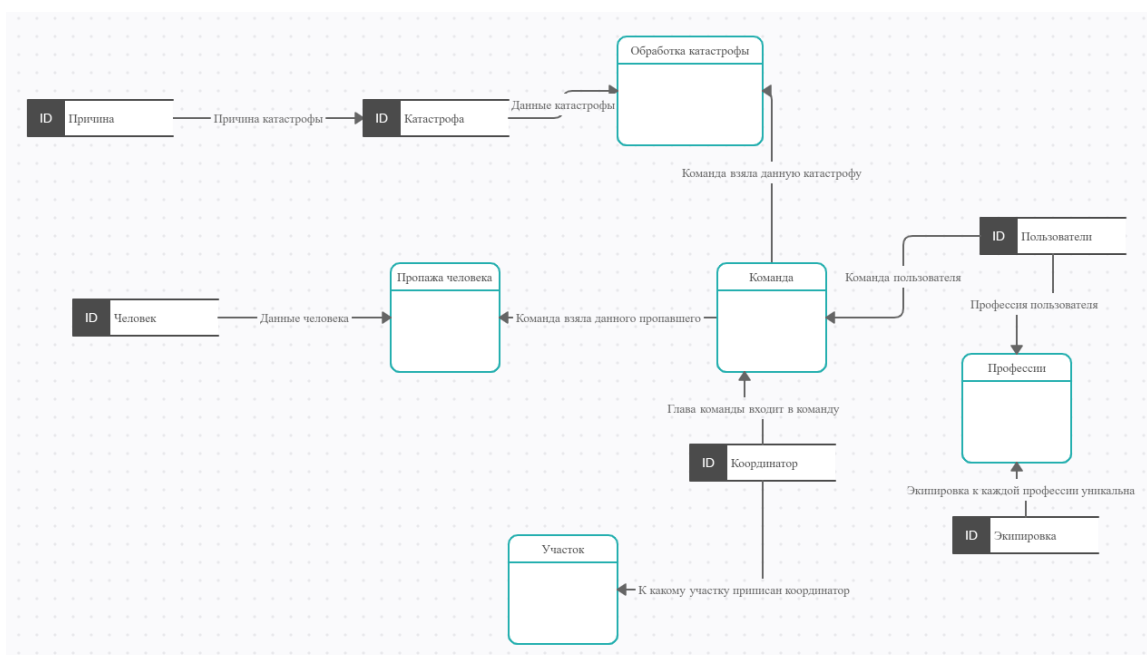 Обработка катастрофы
ID Причина
Причина катастрофы
ID Катастрофа
Данные катастрофы
Команда взяла данную катастрофу
ID Пользователи
Пропажа человека
Команда
Команда пользователя
Профессия пользователя
ID Человек
Данные человека
Команда взяла данного пропавшего
Профессии
Глава команды входит в команду
ID Координатор
Экипировка к каждой профессии уникальна
ID Экипировка
Участок
К какому участку приписан координатор